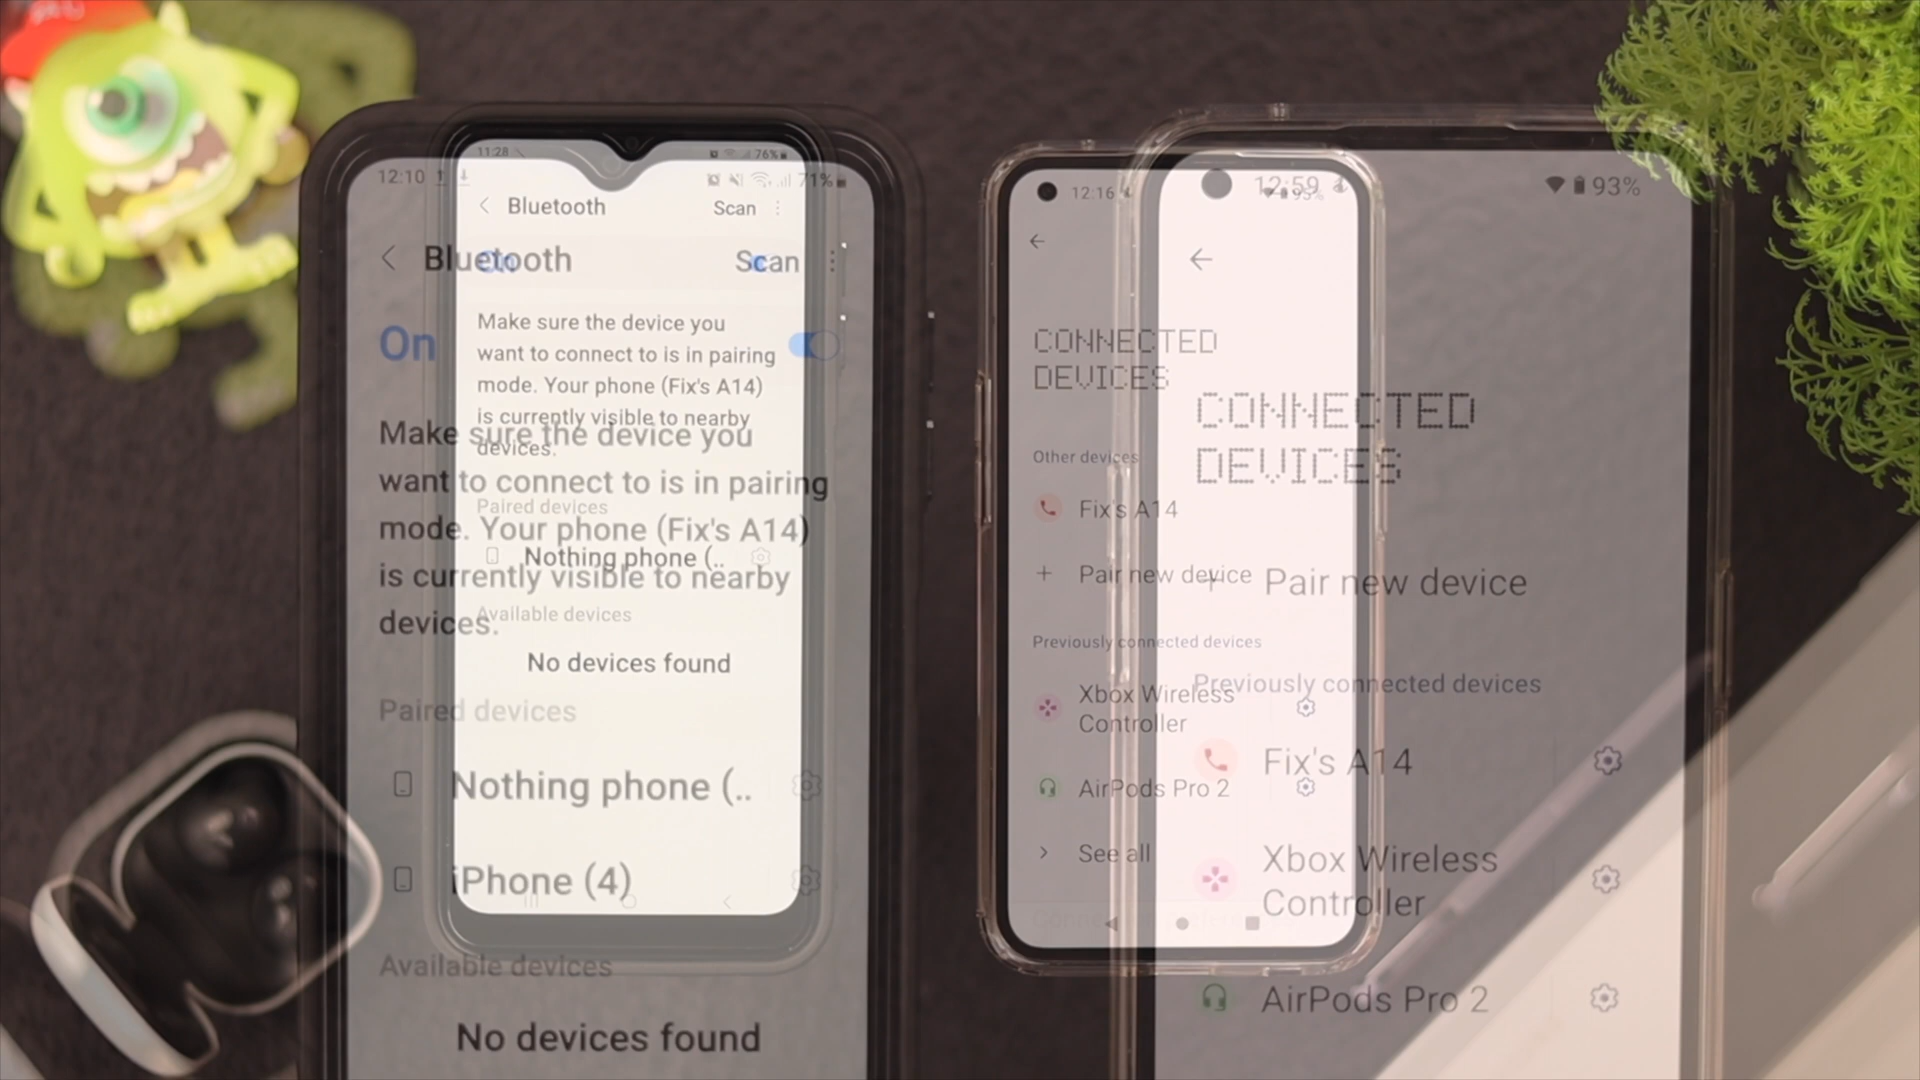 11:28
76%
Bluetooth
Scan
On
Make sure the device you
want to connect to is in pairing
mode. Your phone (Fix's A14)
is currently visible to nearby
devices.
Paired devices
Nothing phone (..
Available devices
No devices found
12:10
71%
Bluetooth
Scan
On
Make sure the device you
want to connect to is in pairing
mode. Your phone (Fix's A14)
is currently visible to nearby
devices.
Paired devices
Nothing phone (..
iPhone (4)
Available devices
No devices found
12:16
93%
CONNECTED
DEVICES
Other devices
Fix's A14
+ Pair new device
Previously connected devices
Xbox Wireless
Controller
AirPods Pro 2
See all
12:59
93%
CONNECTED
DEVICES
+ Pair new device
Previously connected devices
Fix's A14
Xbox Wireless
Controller
AirPods Pro 2